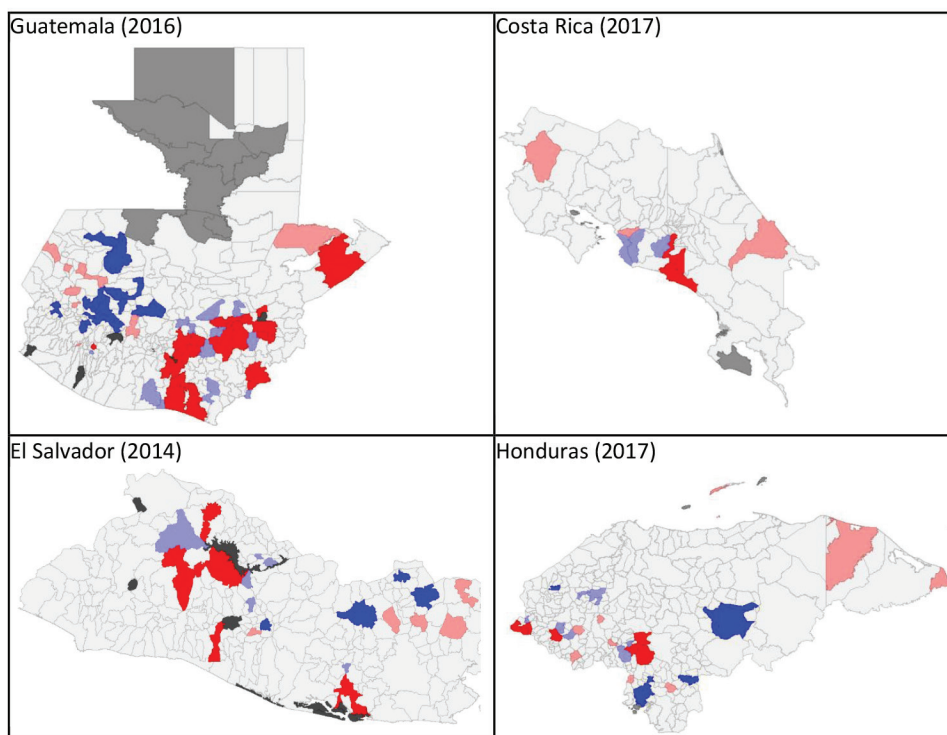 Guatemala (2016)
Costa Rica (2017)
El Salvador (2014)
Honduras (2017)